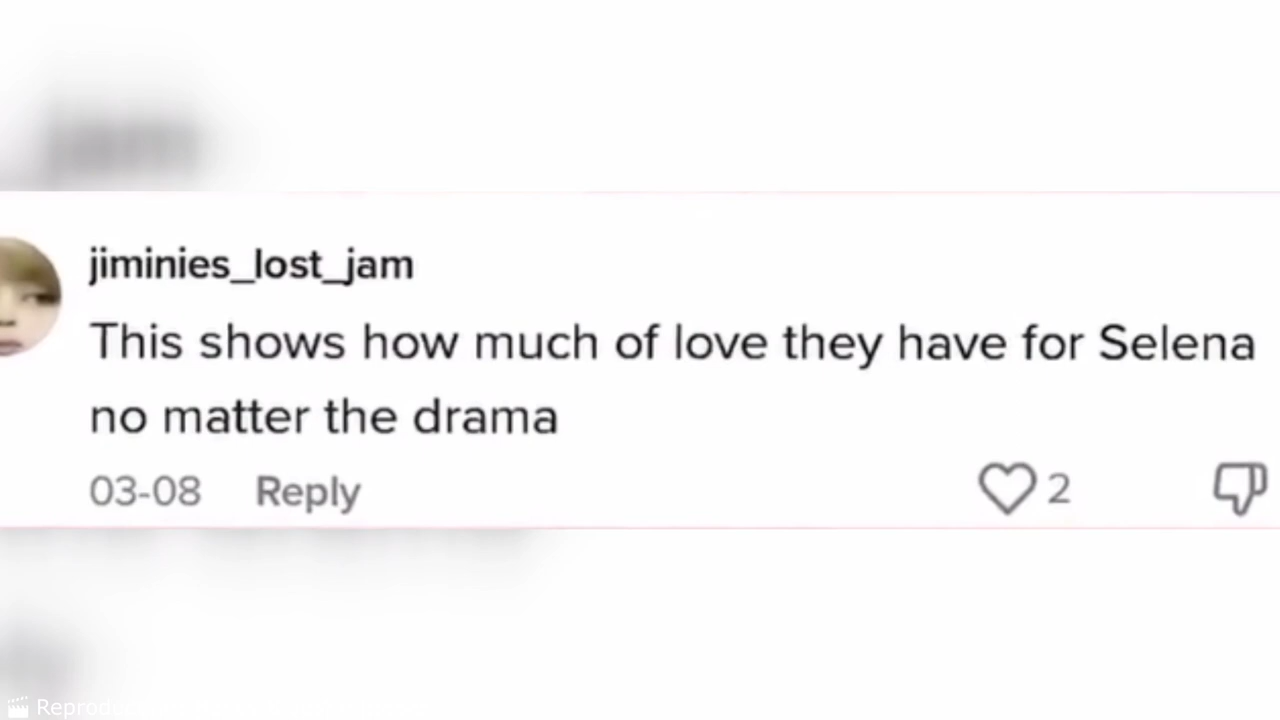 jam
jiminies_lost_jam
This shows how much of love they have for Selena
no matter the drama
03-08 Reply 2